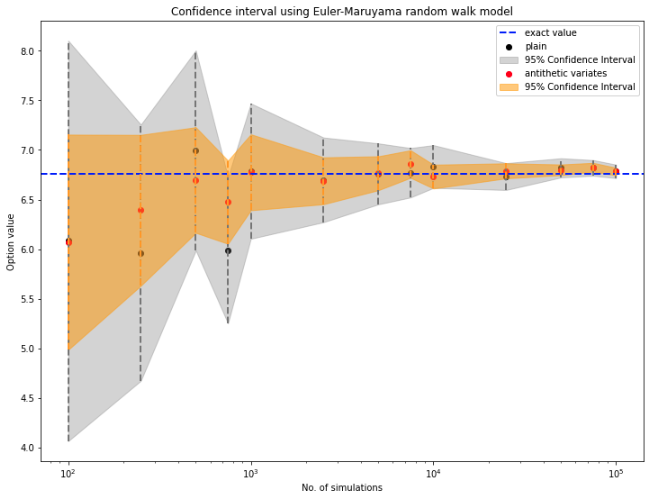 Confidence interval using Euler-Maruyama random walk model
exact value
plain
95% Confidence Interval
antithetic variates
95% Confidence Interval
Option value
8.0
7.5
7.0
6.5
6.0
5.5
5.0
4.5
4.0
10² 10³ 10⁴ 10⁵
No. of simulations